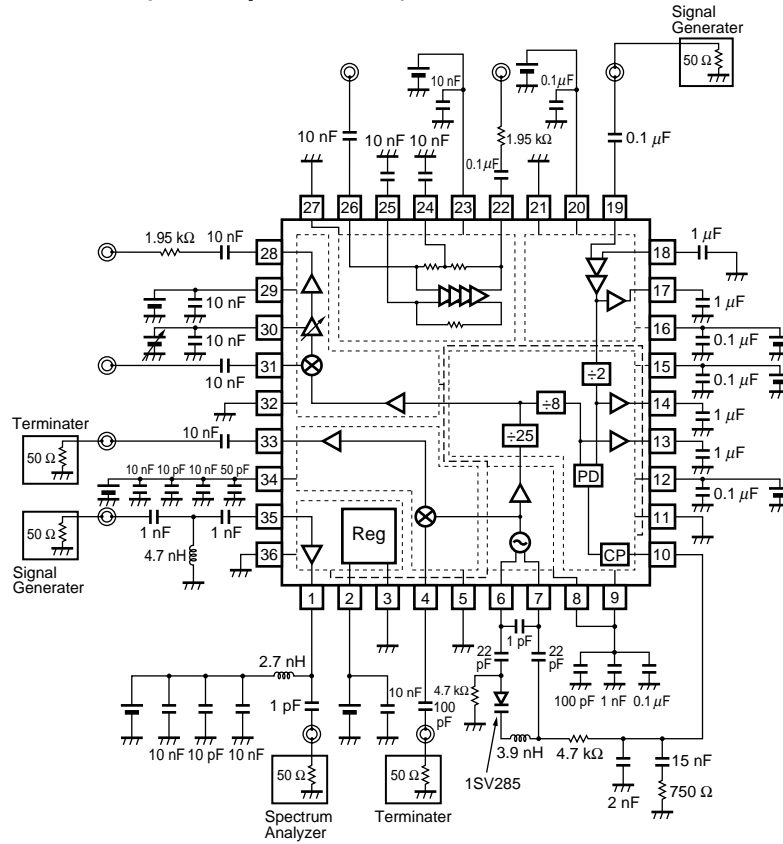 Signal
Generater
50 Ω
10 nF
0.1 μF
10 nF
10 nF
10 nF
1.95 kΩ
0.1 μF
0.1 μF
27
26
25
24
23
22
21
20
19
1.95 kΩ
10 nF
28
18
1 μF
29
10 nF
17
1 μF
30
10 nF
16
0.1 μF
31
10 nF
15
0.1 μF
÷2
32
÷8
14
1 μF
Terminater
50 Ω
10 nF
33
÷25
13
1 μF
10 nF
10 pF
10 nF
50 pF
34
PD
12
0.1 μF
50 Ω
1 nF
1 nF
35
Reg
11
Signal
Generater
4.7 nH
36
CP
10
1
2
3
4
5
6
7
8
9
2.7 nH
1 pF
10 nF
10 pF
10 nF
10 nF
100
pF
22
pF
1 pF
22
pF
4.7 kΩ
100 pF
1 nF
0.1 μF
3.9 nH
4.7 kΩ
15 nF
1SV285
2 nF
750 Ω
50 Ω
Spectrum
Analyzer
50 Ω
Terminater